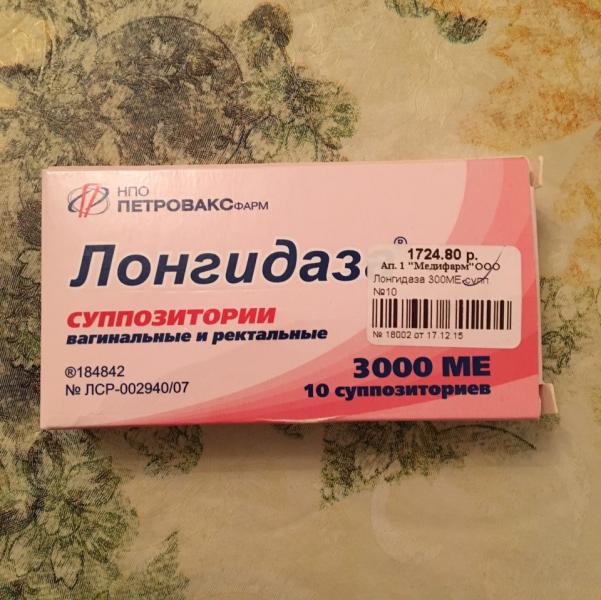 НПО
ПЕТРОВАКС ФАРМ
Лонгидаза®
СУППОЗИТОРИИ
вагинальные и ректальные
®184842
№ ЛСР-002940/07
3000 МЕ
10 суппозиториев
1724.80 р.
Ап. 1 "Медифарм"ООО
Лонгидаза 300МЕ супп.
№10
№ 18002 от 17.12.15